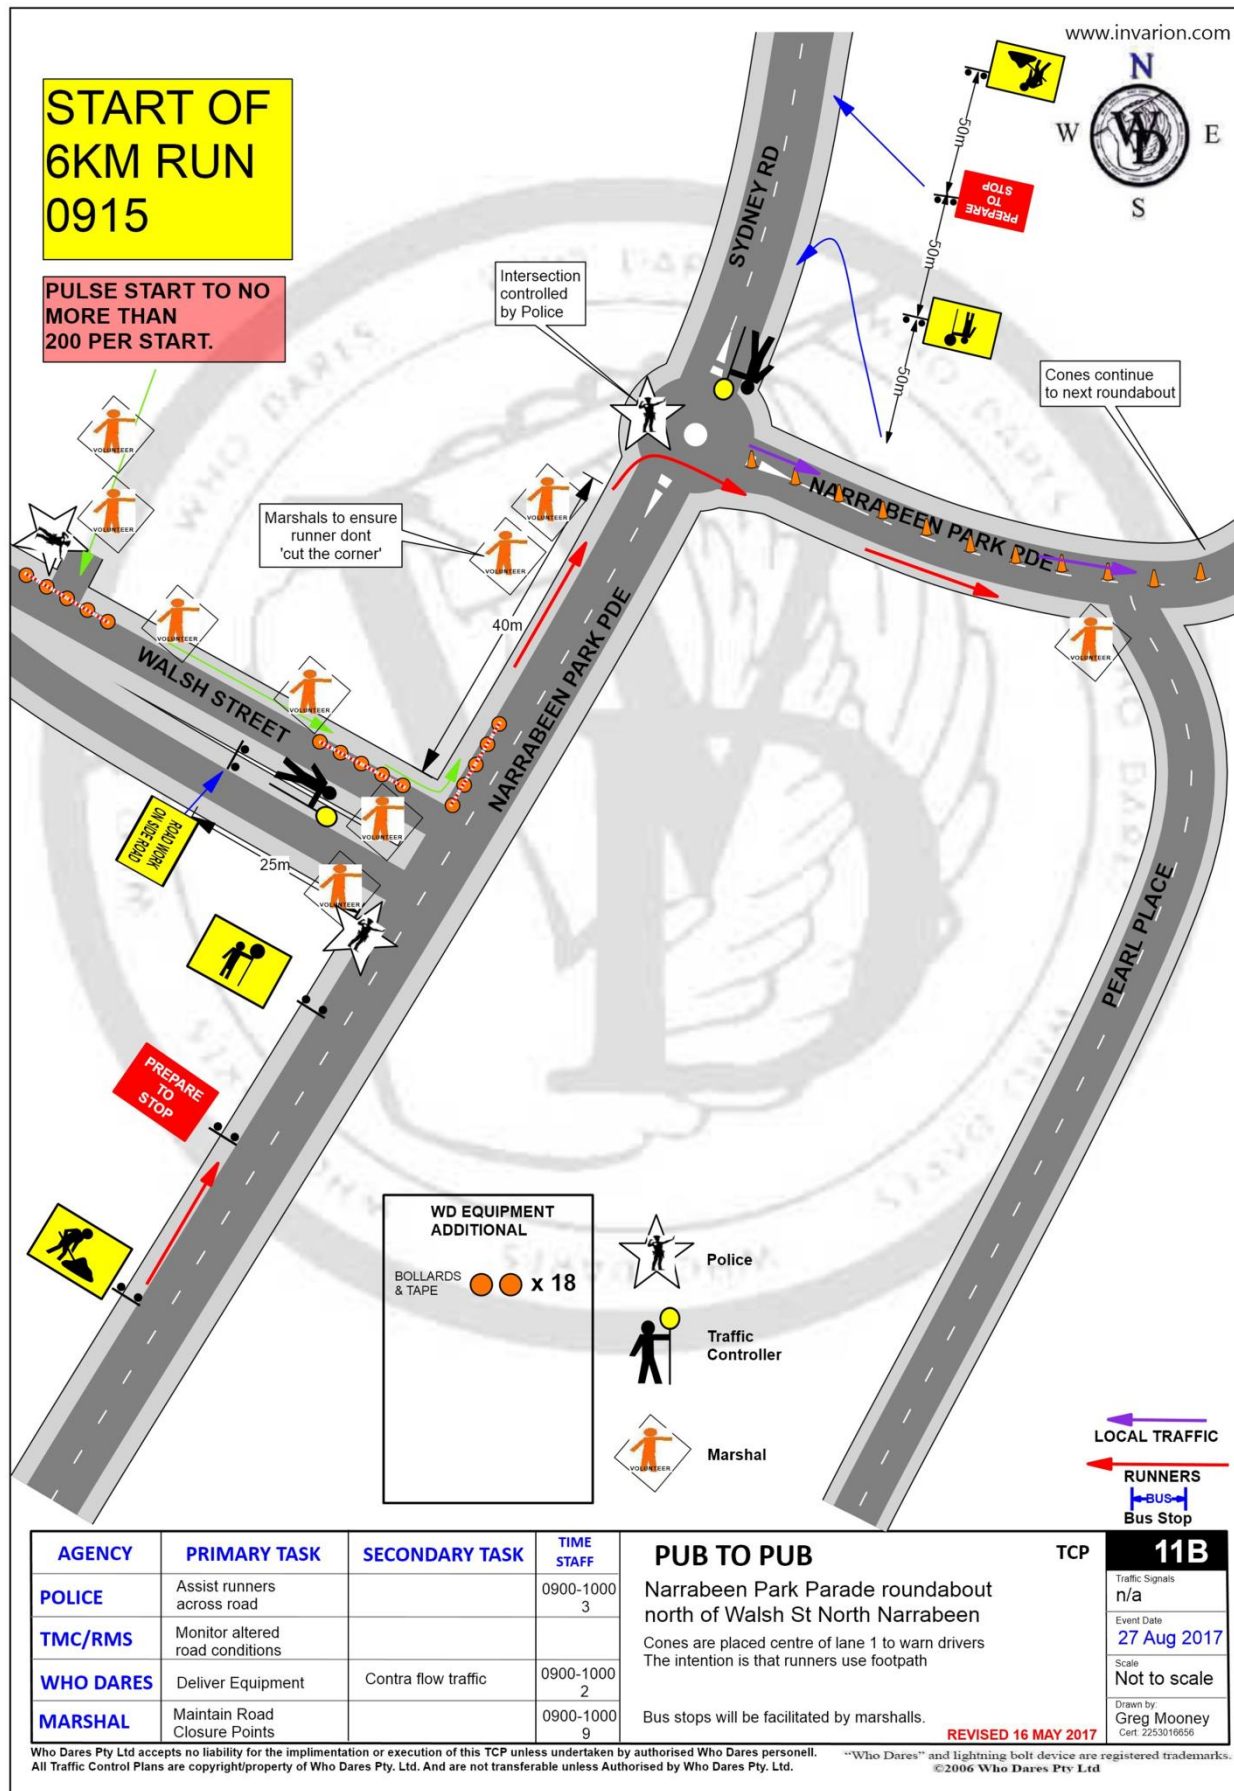 www.invarion.com
N
W
E
S
WD
START OF
6KM RUN
0915
PULSE START TO NO
MORE THAN
200 PER START.
Intersection
controlled
by Police
SYDNEY RD
50m
PREPARE
TO
STOP
50m
50m
Cones continue
to next roundabout
VOLUNTEER
VOLUNTEER
Marshals to ensure
runner dont
'cut the corner'
VOLUNTEER
VOLUNTEER
NARRABEEN PARK PDE
40m
VOLUNTEER
VOLUNTEER
VOLUNTEER
WALSH STREET
NARRABEEN PARK PDE
ROAD WORK
ON SIDE ROAD
25m
VOLUNTEER
VOLUNTEER
PEARL PLACE
PREPARE
TO
STOP
WD EQUIPMENT
ADDITIONAL
BOLLARDS
& TAPE
x 18
Police
Traffic
Controller
VOLUNTEER
Marshal
LOCAL TRAFFIC
RUNNERS
BUS
Bus Stop
AGENCY PRIMARY TASK SECONDARY TASK TIME STAFF
POLICE Assist runners across road 0900-1000 3
TMC/RMS Monitor altered road conditions
WHO DARES Deliver Equipment Contra flow traffic 0900-1000 2
MARSHAL Maintain Road Closure Points 0900-1000 9
PUB TO PUB TCP 11B
Narrabeen Park Parade roundabout
north of Walsh St North Narrabeen
Cones are placed centre of lane 1 to warn drivers
The intention is that runners use footpath
Bus stops will be facilitated by marshalls.
REVISED 16 MAY 2017
Traffic Signals
n/a
Event Date
27 Aug 2017
Scale
Not to scale
Drawn by:
Greg Mooney
Cert: 2253016656
Who Dares Pty Ltd accepts no liability for the implimentation or execution of this TCP unless undertaken by authorised Who Dares personell.
All Traffic Control Plans are copyright/property of Who Dares Pty. Ltd. And are not transferable unless Authorised by Who Dares Pty. Ltd.
“Who Dares” and lightning bolt device are registered trademarks.
©2006 Who Dares Pty Ltd